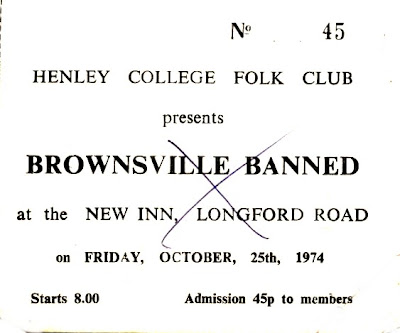 Nº 45
HENLEY COLLEGE FOLK CLUB
presents
BROWNSVILLE BANNED
at the NEW INN, LONGFORD ROAD
on FRIDAY, OCTOBER, 25th, 1974
Starts 8.00 Admission 45p to members